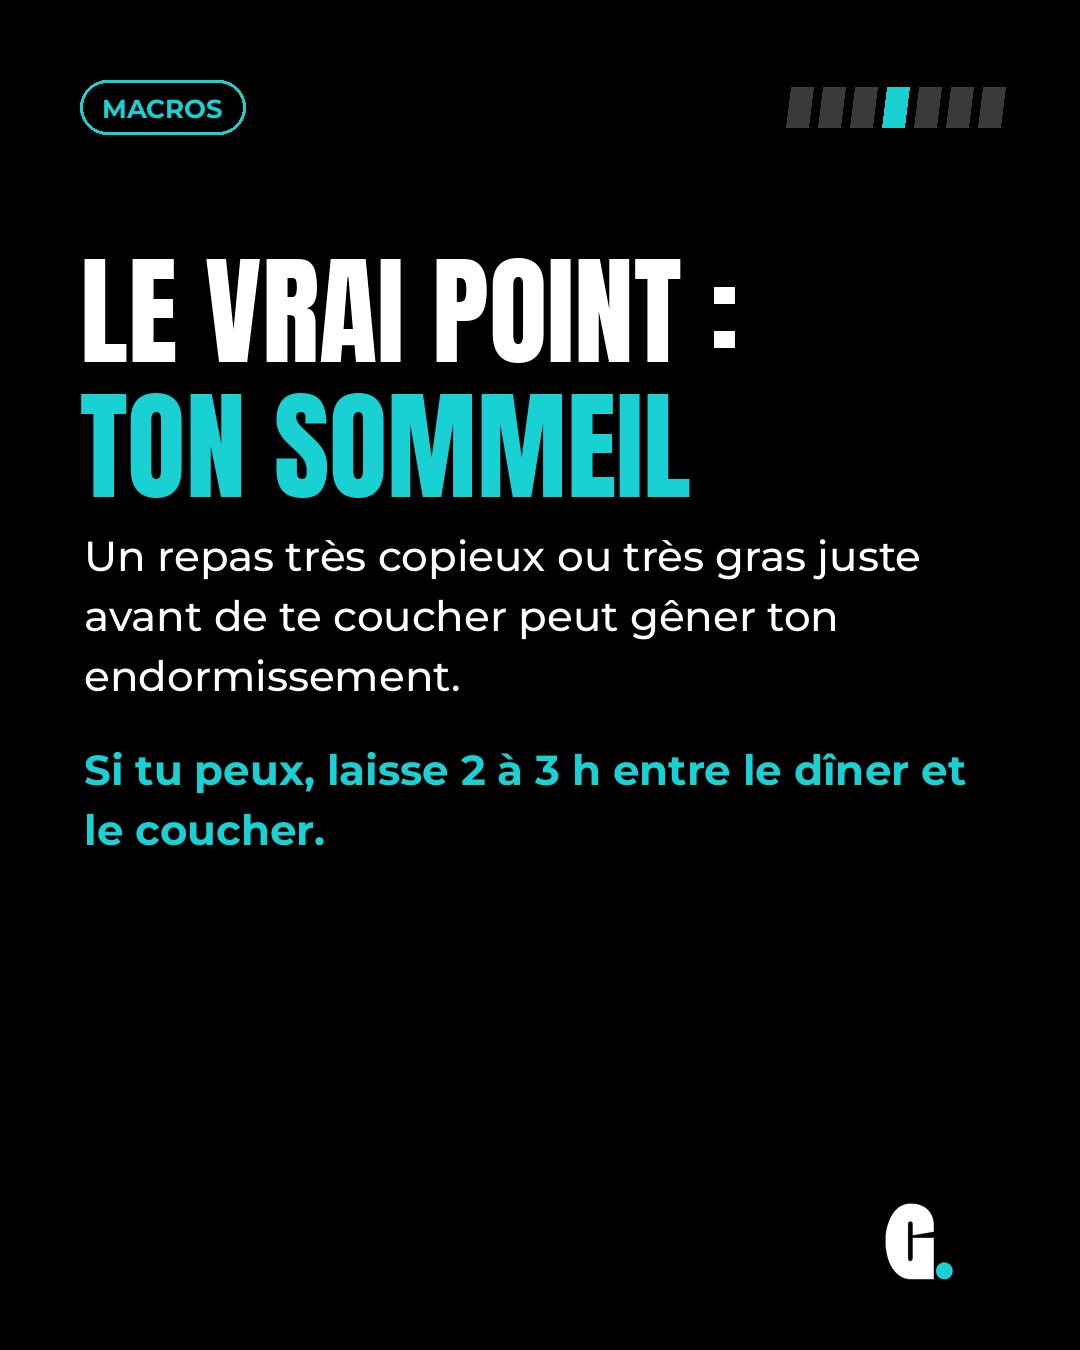 MACROS
LE VRAI POINT :
TON SOMMEIL
Un repas très copieux ou très gras juste
avant de te coucher peut gêner ton
endormissement.
Si tu peux, laisse 2 à 3 h entre le dîner et
le coucher.
G.